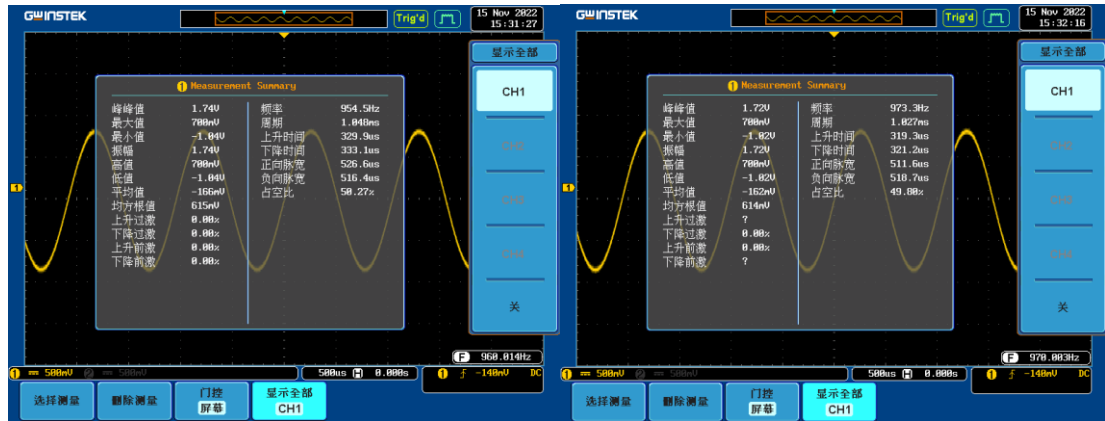 GWINSTEK
Trig'd
15 Nov 2022
15:31:27
显示全部
CH1
关
1 Measurement Summary
峰峰值 1.74V 频率 954.5Hz
最大值 700mV 周期 1.048ms
最小值 -1.04V 上升时间 329.9us
振幅 1.74V 下降时间 333.1us
高值 700mV 正向脉宽 526.6us
低值 -1.04V 负向脉宽 516.4us
平均值 -166mV 占空比 50.27%
均方根值 615mV
上升过激 0.00%
下降过激 0.00%
上升前激 0.00%
下降前激 0.00%
1
F 960.014Hz
1 500mV 2 500mV 500us H 0.000s 1 -140mV DC
选择测量 删除测量 门控 显示全部
屏幕 CH1
GWINSTEK
Trig'd
15 Nov 2022
15:32:16
显示全部
CH1
关
1 Measurement Summary
峰峰值 1.72V 频率 973.3Hz
最大值 700mV 周期 1.027ms
最小值 -1.02V 上升时间 319.3us
振幅 1.72V 下降时间 321.2us
高值 700mV 正向脉宽 511.6us
低值 -1.02V 负向脉宽 518.7us
平均值 -162mV 占空比 49.80%
均方根值 614mV
上升过激 ?
下降过激 ?
上升前激 0.00%
下降前激 ?
1
F 970.003Hz
1 500mV 2 500mV 500us H 0.000s 1 -140mV DC
选择测量 删除测量 门控 显示全部
屏幕 CH1